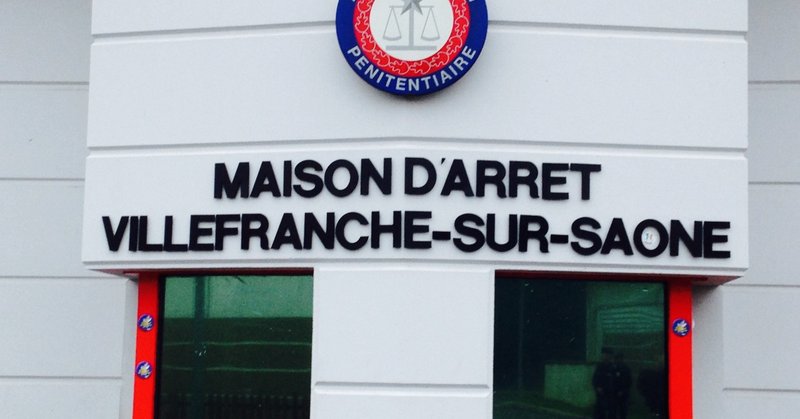 PENITENTIAIRE
MAISON D'ARRET
VILLEFRANCHE-SUR-SAONE